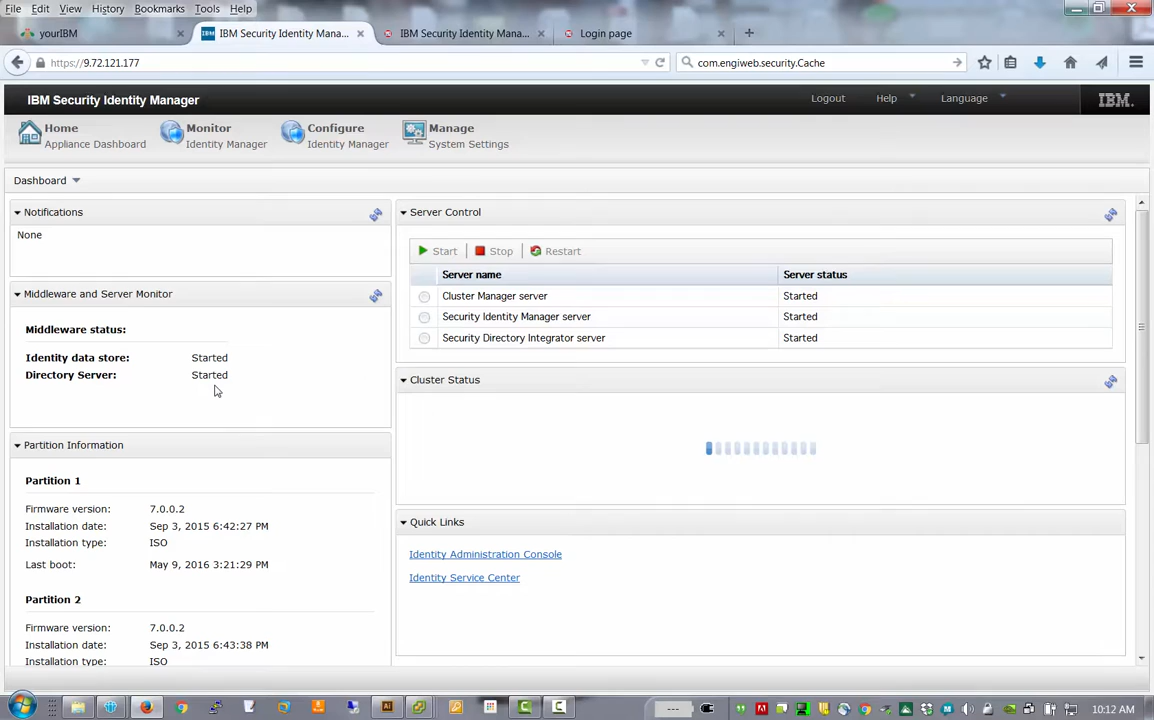 File Edit View History Bookmarks Tools Help
yourIBM
IBM IBM Security Identity Mana...
IBM Security Identity Mana...
Login page
https://9.72.121.177
com.engiweb.security.Cache
IBM Security Identity Manager
Logout Help Language IBM
Home
Appliance Dashboard
Monitor
Identity Manager
Configure
Identity Manager
Manage
System Settings
Dashboard
Notifications
None
Middleware and Server Monitor
Middleware status:
Identity data store: Started
Directory Server: Started
Partition Information
Partition 1
Firmware version: 7.0.0.2
Installation date: Sep 3, 2015 6:42:27 PM
Installation type: ISO
Last boot: May 9, 2016 3:21:29 PM
Partition 2
Firmware version: 7.0.0.2
Installation date: Sep 3, 2015 6:43:38 PM
Installation type: ISO
Server Control
Start Stop Restart
Server name Server status
Cluster Manager server Started
Security Identity Manager server Started
Security Directory Integrator server Started
Cluster Status
Quick Links
Identity Administration Console
Identity Service Center
10:12 AM